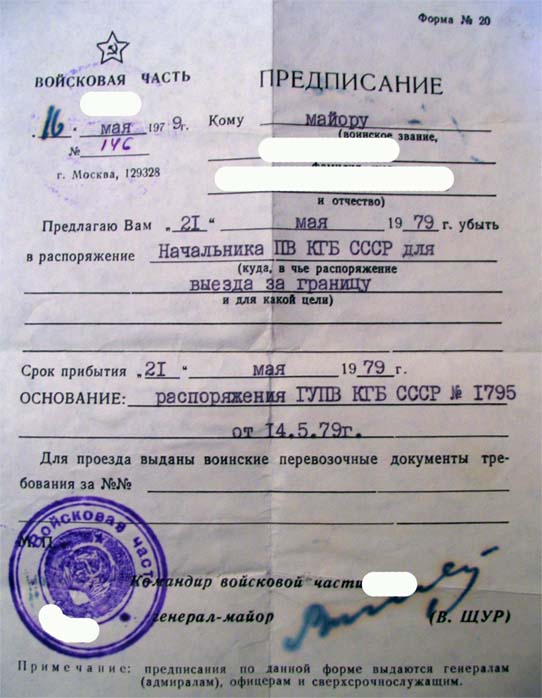 Форма № 20
ВОЙСКОВАЯ ЧАСТЬ
ПРЕДПИСАНИЕ
„16“ мая 1979г.
№ 146
г. Москва, 129328
Кому майору
(воинское звание,
и отчество)
Предлагаю Вам „21“ мая 1979 г. убыть
в распоряжение Начальника ПВ КГБ СССР для
(куда, в чье распоряжение
выезда за границу
и для какой цели)
Срок прибытия „21“ мая 1979 г.
ОСНОВАНИЕ: распоряжения ГУПВ КГБ СССР № 1795
от 14.5.79г.
Для проезда выданы воинские перевозочные документы тре-
бования за №№
М. П.
Войсковая часть
Командир войсковой части
генерал-майор (В. ЩУР)
Примечание: предписания по данной форме выдаются генералам
(адмиралам), офицерам и сверхсрочнослужащим.